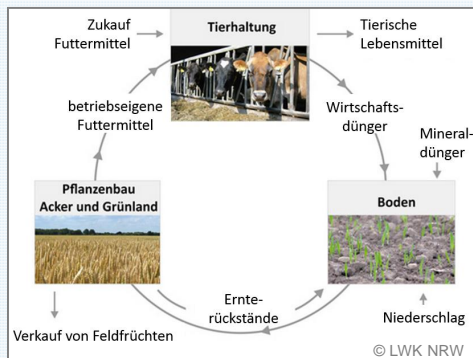 Zukauf
Futtermittel
Tierhaltung
Tierische
Lebensmittel
betriebseigene
Futtermittel
Wirtschafts-
dünger
Mineral-
dünger
Pflanzenbau
Acker und Grünland
Boden
Ernte-
rückstände
Niederschlag
Verkauf von Feldfrüchten
© LWK NRW